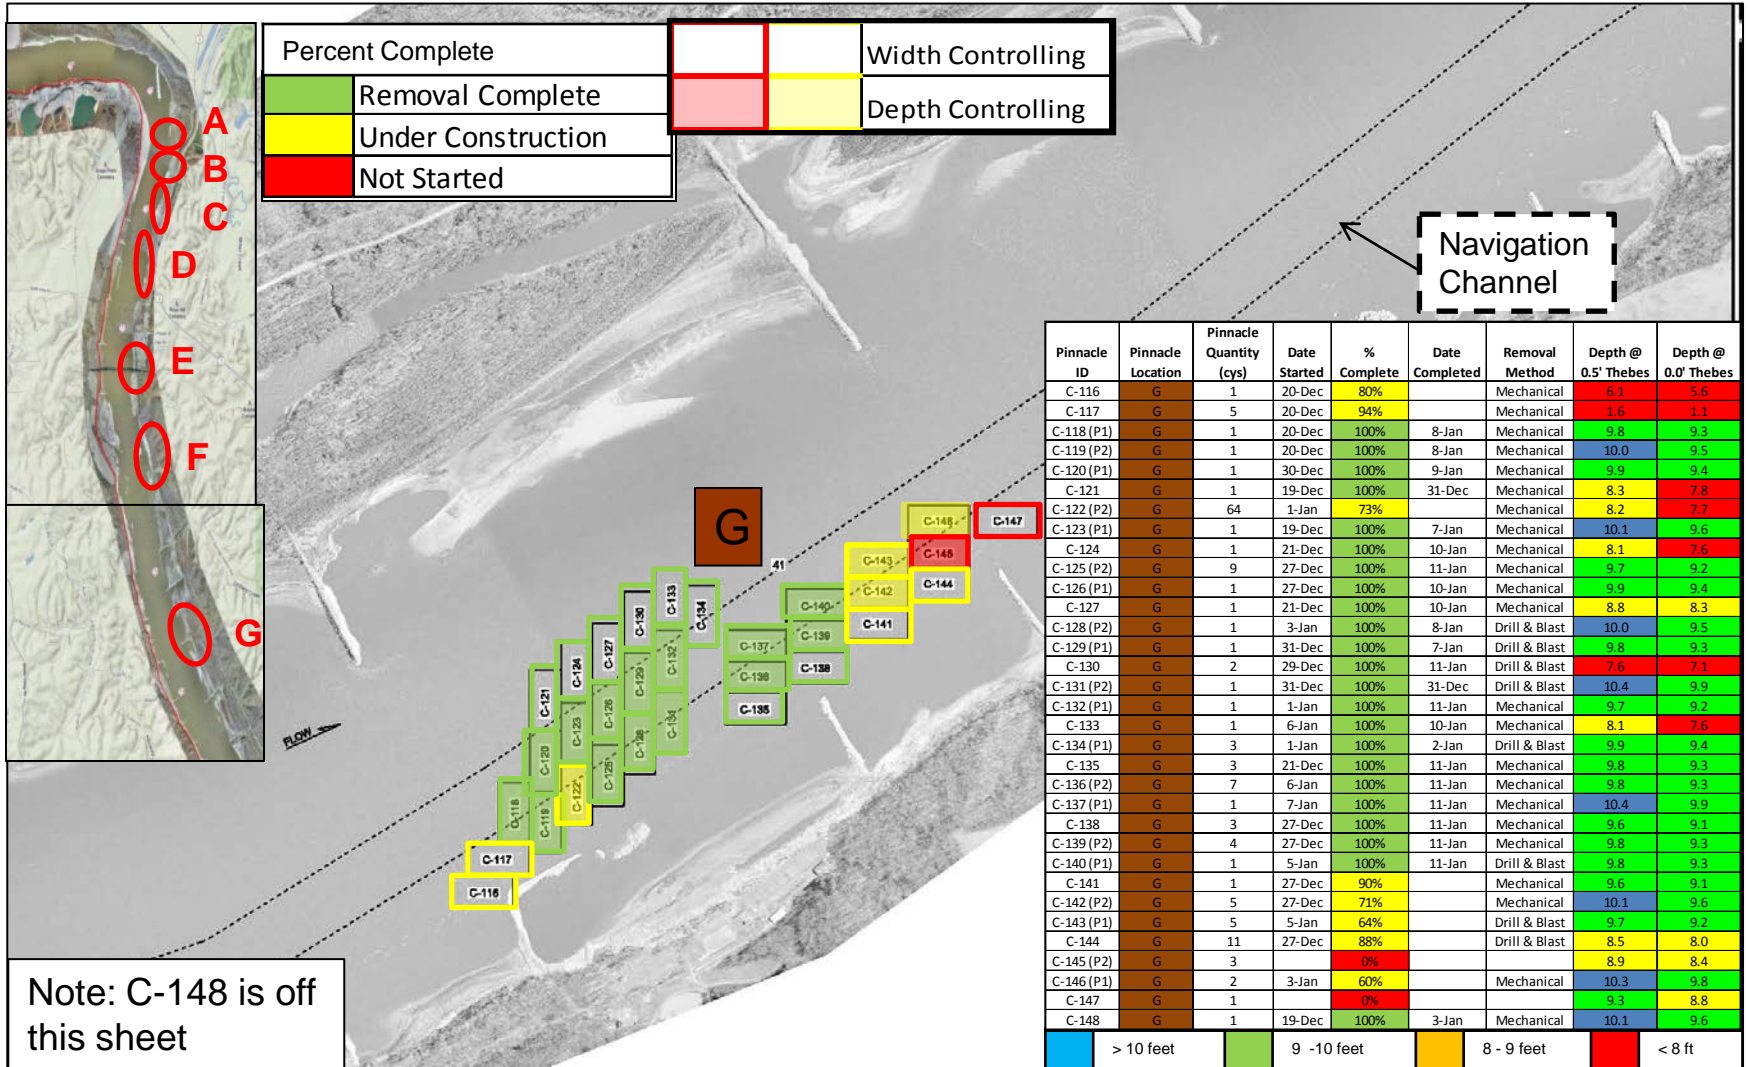 Percent Complete
Removal Complete
Under Construction
Not Started
Width Controlling
Depth Controlling
A
B
C
D
E
F
G
Navigation
Channel
G
41
FLOW
C-116
C-117
C-118
C-119
C-120
C-121
C-122
C-123
C-124
C-125
C-126
C-127
C-128
C-129
C-130
C-131
C-132
C-133
C-134
C-135
C-136
C-137
C-138
C-139
C-140
C-141
C-142
C-143
C-144
C-145
C-146
C-147
Note: C-148 is off
this sheet
Pinnacle ID Pinnacle Location Pinnacle Quantity (cys) Date Started % Complete Date Completed Removal Method Depth @ 0.5' Thebes Depth @ 0.0' Thebes
C-116 G 1 20-Dec 80% Mechanical 6.1 5.6
C-117 G 5 20-Dec 94% Mechanical 1.6 1.1
C-118 (P1) G 1 20-Dec 100% 8-Jan Mechanical 9.8 9.3
C-119 (P2) G 1 20-Dec 100% 8-Jan Mechanical 10.0 9.5
C-120 (P1) G 1 30-Dec 100% 9-Jan Mechanical 9.9 9.4
C-121 G 1 19-Dec 100% 31-Dec Mechanical 8.3 7.8
C-122 (P2) G 64 1-Jan 73% Mechanical 8.2 7.7
C-123 (P1) G 1 19-Dec 100% 7-Jan Mechanical 10.1 9.6
C-124 G 1 21-Dec 100% 10-Jan Mechanical 8.1 7.6
C-125 (P2) G 9 27-Dec 100% 11-Jan Mechanical 9.7 9.2
C-126 (P1) G 1 27-Dec 100% 10-Jan Mechanical 9.9 9.4
C-127 G 1 21-Dec 100% 10-Jan Mechanical 8.8 8.3
C-128 (P2) G 1 3-Jan 100% 8-Jan Drill & Blast 10.0 9.5
C-129 (P1) G 1 31-Dec 100% 7-Jan Drill & Blast 9.8 9.3
C-130 G 2 29-Dec 100% 11-Jan Drill & Blast 7.6 7.1
C-131 (P2) G 1 31-Dec 100% 31-Dec Drill & Blast 10.4 9.9
C-132 (P1) G 1 1-Jan 100% 11-Jan Mechanical 9.7 9.2
C-133 G 1 6-Jan 100% 10-Jan Mechanical 8.1 7.6
C-134 (P1) G 3 1-Jan 100% 2-Jan Drill & Blast 9.9 9.4
C-135 G 3 21-Dec 100% 11-Jan Mechanical 9.8 9.3
C-136 (P2) G 7 6-Jan 100% 11-Jan Mechanical 9.8 9.3
C-137 (P1) G 1 7-Jan 100% 11-Jan Mechanical 10.4 9.9
C-138 G 3 27-Dec 100% 11-Jan Mechanical 9.6 9.1
C-139 (P2) G 4 27-Dec 100% 11-Jan Mechanical 9.8 9.3
C-140 (P1) G 1 5-Jan 100% 11-Jan Drill & Blast 9.8 9.3
C-141 G 1 27-Dec 90% Mechanical 9.6 9.1
C-142 (P2) G 5 27-Dec 71% Mechanical 10.1 9.6
C-143 (P1) G 5 5-Jan 64% Drill & Blast 9.7 9.2
C-144 G 11 27-Dec 88% Drill & Blast 8.5 8.0
C-145 (P2) G 3 0% 8.9 8.4
C-146 (P1) G 2 3-Jan 60% Mechanical 10.3 9.8
C-147 G 1 0% 9.3 8.8
C-148 G 1 19-Dec 100% 3-Jan Mechanical 10.1 9.6
> 10 feet 9 -10 feet 8 - 9 feet < 8 ft